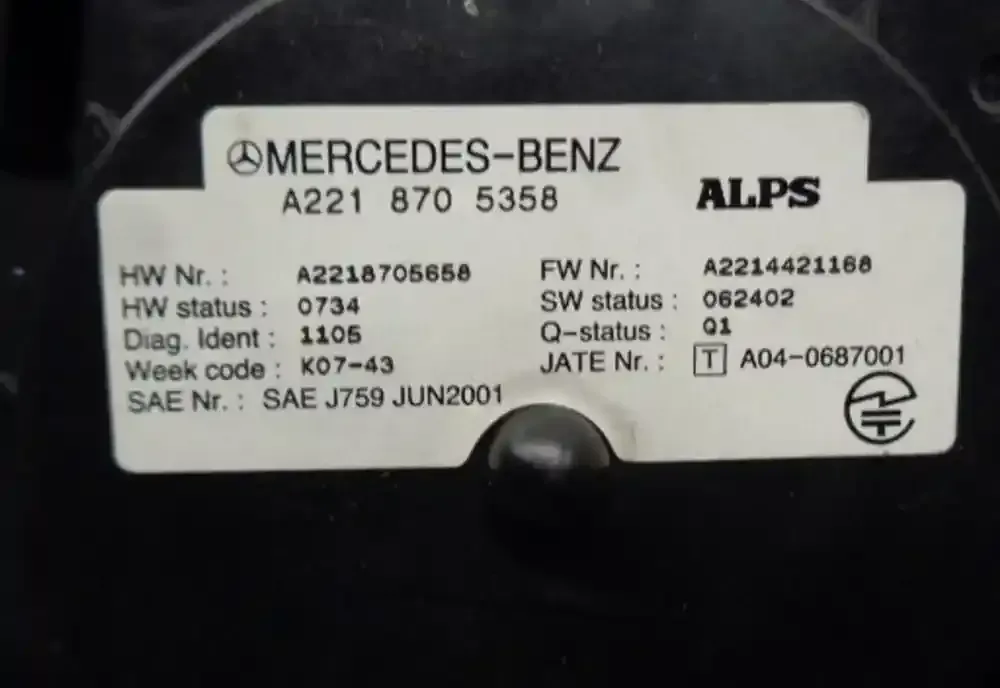 MERCEDES-BENZ
A221 870 5358
ALPS
HW Nr. : A2218705658
HW status : 0734
Diag. Ident : 1105
Week code : K07-43
SAE Nr. : SAE J759 JUN2001
FW Nr. : A2214421168
SW status : 062402
Q-status : Q1
JATE Nr. : T A04-0687001